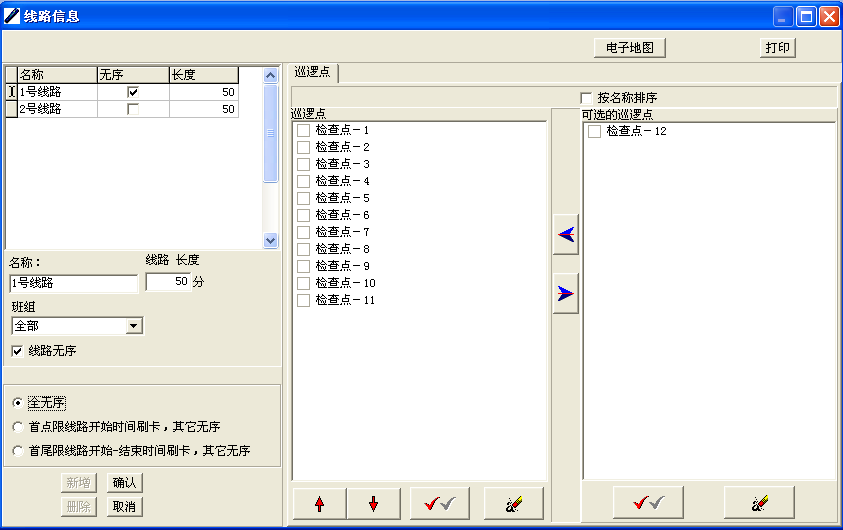 线路信息
电子地图 打印
名称 无序 长度
1号线路 50
2号线路 50
名称：
1号线路
线路 长度
50 分
班组
全部
线路无序
全无序
首点限线路开始时间刷卡，其它无序
首尾限线路开始-结束时间刷卡，其它无序
新增 确认
删除 取消
巡逻点
按名称排序
巡逻点
检查点－1
检查点－2
检查点－3
检查点－4
检查点－5
检查点－6
检查点－7
检查点－8
检查点－9
检查点－10
检查点－11
可选的巡逻点
检查点－12